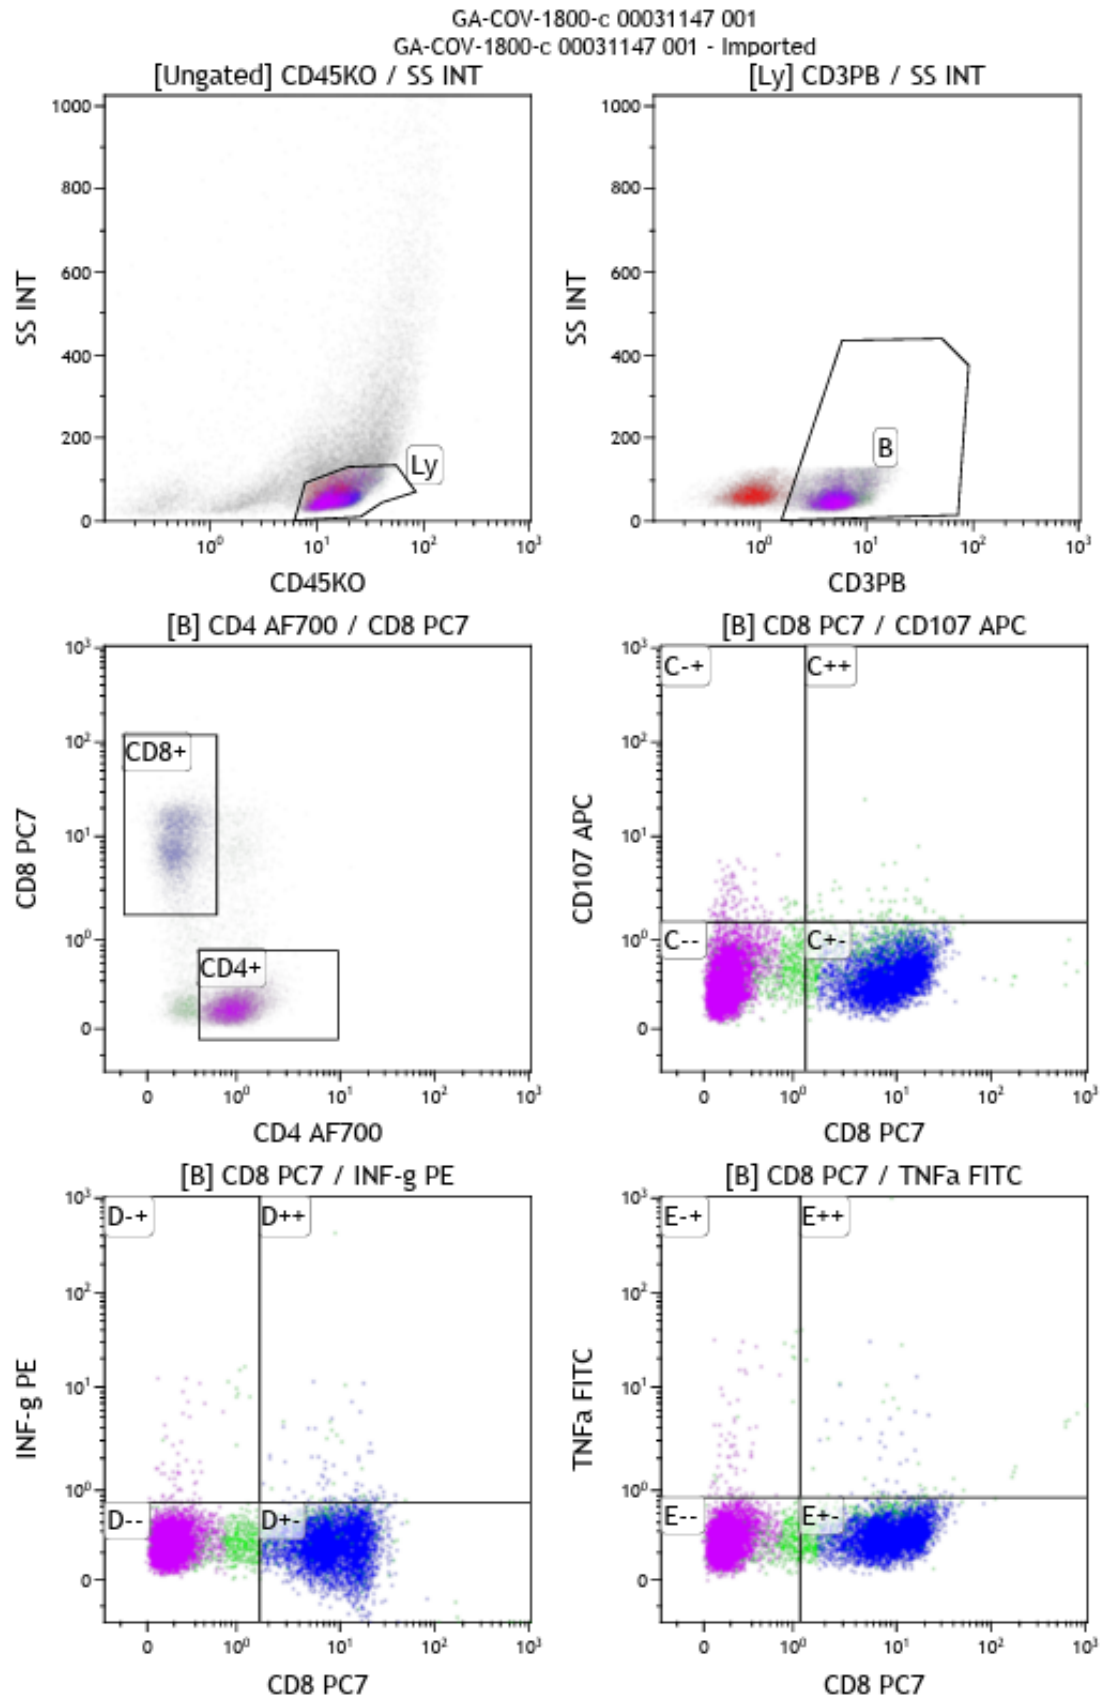 GA-COV-1800-c 00031147 001
GA-COV-1800-c 00031147 001 - Imported
[Ungated] CD45KO / SS INT
[Ly] CD3PB / SS INT
1000
800
600
400
200
0
SS INT
Ly
10⁰
10¹
10²
10³
CD45KO
1000
800
600
400
200
0
SS INT
B
10⁰
10¹
10²
10³
CD3PB
[B] CD4 AF700 / CD8 PC7
[B] CD8 PC7 / CD107 APC
10³
10²
10¹
10⁰
0
CD8 PC7
CD8+
CD4+
0
10⁰
10¹
10²
10³
CD4 AF700
10³
10²
10¹
10⁰
0
CD107 APC
C-+
C++
C--
C+-
0
10⁰
10¹
10²
10³
CD8 PC7
[B] CD8 PC7 / INF-g PE
[B] CD8 PC7 / TNFa FITC
10³
10²
10¹
10⁰
0
INF-g PE
D-+
D++
D--
D+-
0
10⁰
10¹
10²
10³
CD8 PC7
10³
10²
10¹
10⁰
0
TNFa FITC
E-+
E++
E--
E+-
0
10⁰
10¹
10²
10³
CD8 PC7